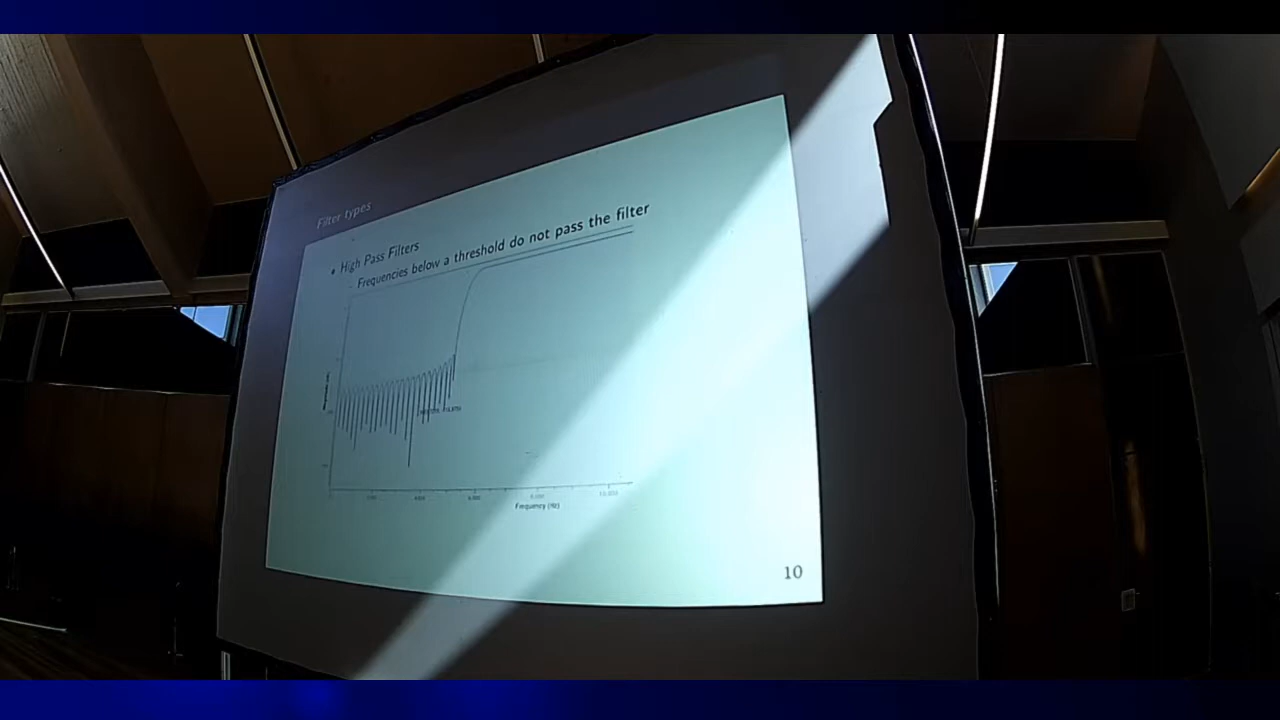 Filter types
• High Pass Filters
– Frequencies below a threshold do not pass the filter
Frequency (Hz)
10